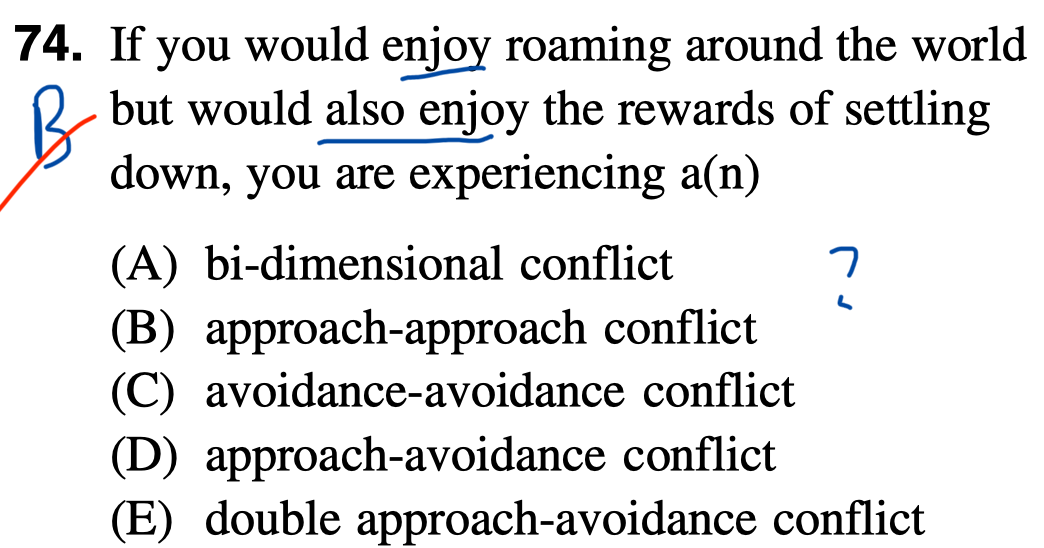 74. If you would enjoy roaming around the world
B but would also enjoy the rewards of settling
down, you are experiencing a(n)
(A) bi-dimensional conflict ?
(B) approach-approach conflict
(C) avoidance-avoidance conflict
(D) approach-avoidance conflict
(E) double approach-avoidance conflict